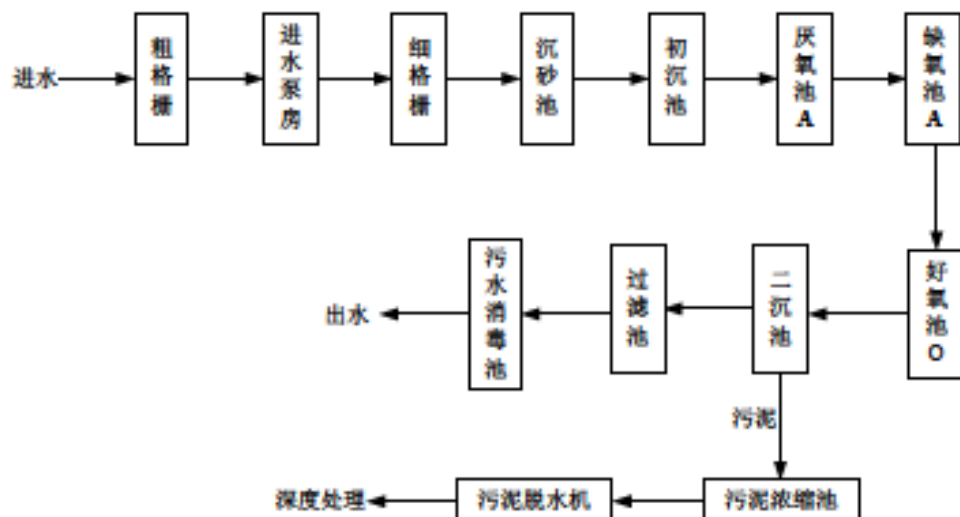 进水
粗格栅
进水泵房
细格栅
沉砂池
初沉池
厌氧池A
缺氧池A
好氧池O
二沉池
过滤池
污水消毒池
出水
污泥
污泥浓缩池
污泥脱水机
深度处理